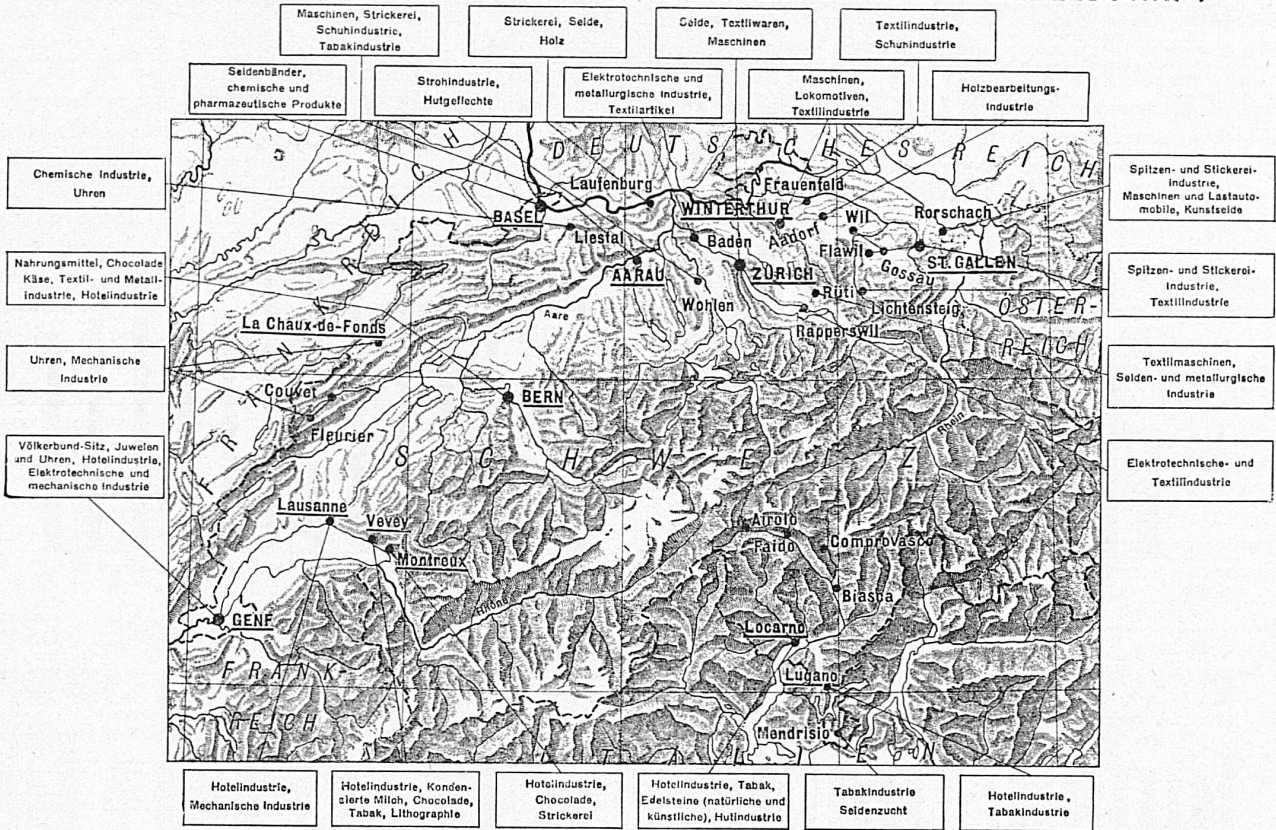 Maschinen, Strickerei,
Schuhindustrie,
Tabakindustrie
Strickerei, Seide,
Holz
Seide, Textilwaren,
Maschinen
Textilindustrie,
Schuhindustrie
Seidenbänder,
chemische und
pharmazeutische Produkte
Strohindustrie,
Hutgeflechte
Elektrotechnische und
metallurgische Industrie,
Textilartikel
Maschinen,
Lokomotiven,
Textilindustrie
Holzbearbeitungs-
Industrie
Chemische Industrie,
Uhren
Nahrungsmittel, Chocolade
Käse, Textil- und Metall-
industrie, Hotelindustrie
Uhren, Mechanische
Industrie
Völkerbund-Sitz, Juwelen
und Uhren, Hotelindustrie,
Elektrotechnische und
mechanische Industrie
DEUTSCHES REICH
FRANKREICH
Laufenburg
Frauenfeld
BASEL
WINTERTHUR
Wil
Rorschach
Liestal
Baden
Aadorf
Flawil
Gossau
ST. GALLEN
AARAU
ZÜRICH
Wohlen
Rüti
Lichtensteig
ÖSTER-
REICH
Aare
Rapperswil
La Chaux-de-Fonds
Couvet
BERN
Fleurier
Rhein
SCHWEIZ
Lausanne
Vevey
Montreux
Airolo
Faido
Comprovasco
Biasca
Rhone
GENF
Locarno
FRANK-
REICH
Lugano
Mendrisio
ITALIEN
Spitzen- und Stickerei-
Industrie,
Maschinen und Lastauto-
mobile, Kunstseide
Spitzen- und Stickerei-
Industrie,
Textilindustrie
Textilmaschinen,
Seiden- und metallurgische
Industrie
Elektrotechnische- und
Textilindustrie
Hotelindustrie,
Mechanische Industrie
Hotelindustrie, Konden-
sierte Milch, Chocolade,
Tabak, Lithographie
Hotelindustrie,
Chocolade,
Strickerei
Hotelindustrie, Tabak,
Edelsteine (natürliche und
künstliche), Hutindustrie
Tabakindustrie
Seidenzucht
Hotelindustrie,
Tabakindustrie